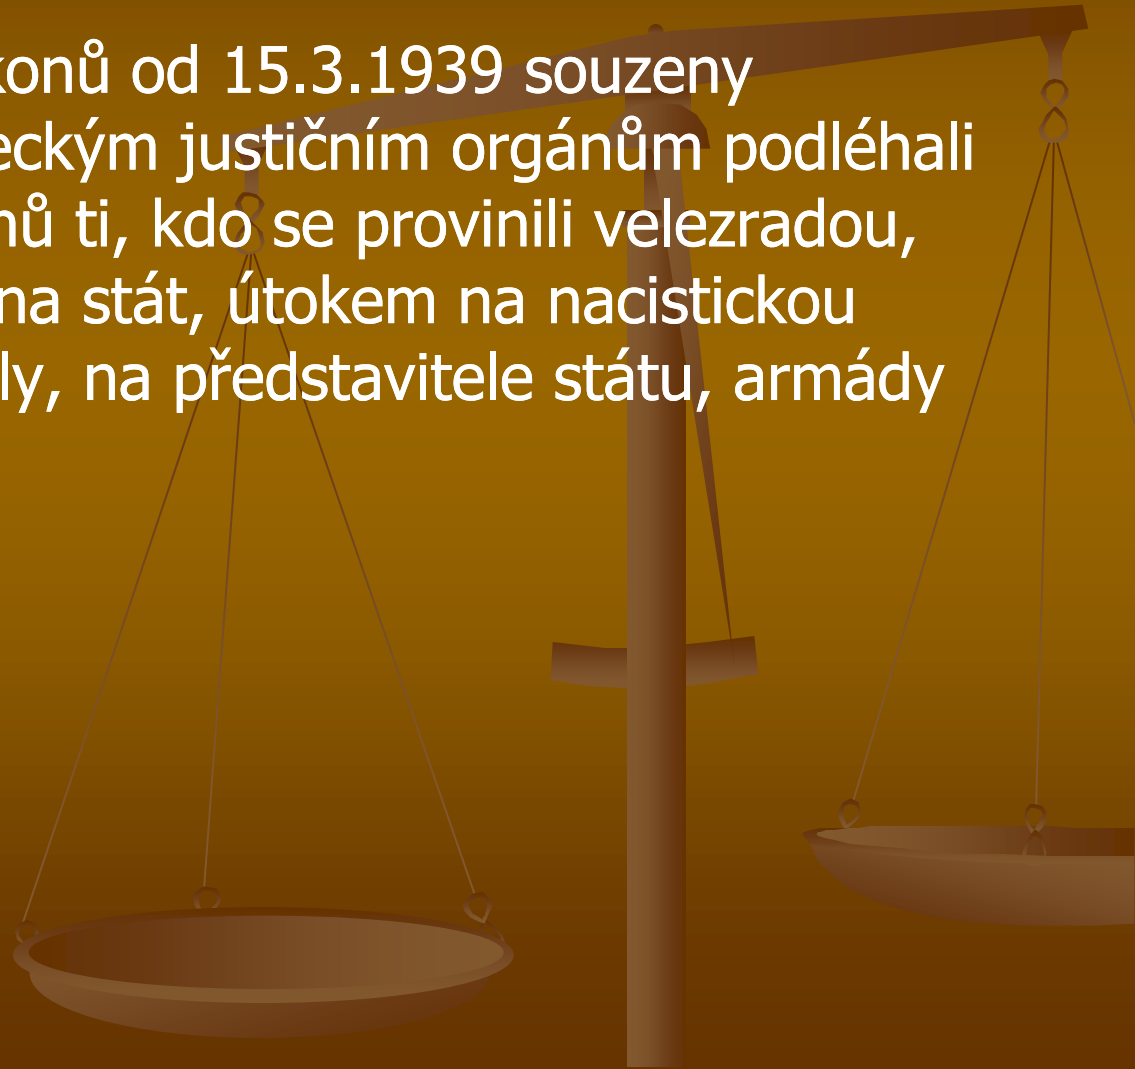 konů od 15.3.1939 souzeny
eckým justičním orgánům podléhali
nů ti, kdo se provinili velezradou,
na stát, útokem na nacistickou
ly, na představitele státu, armády